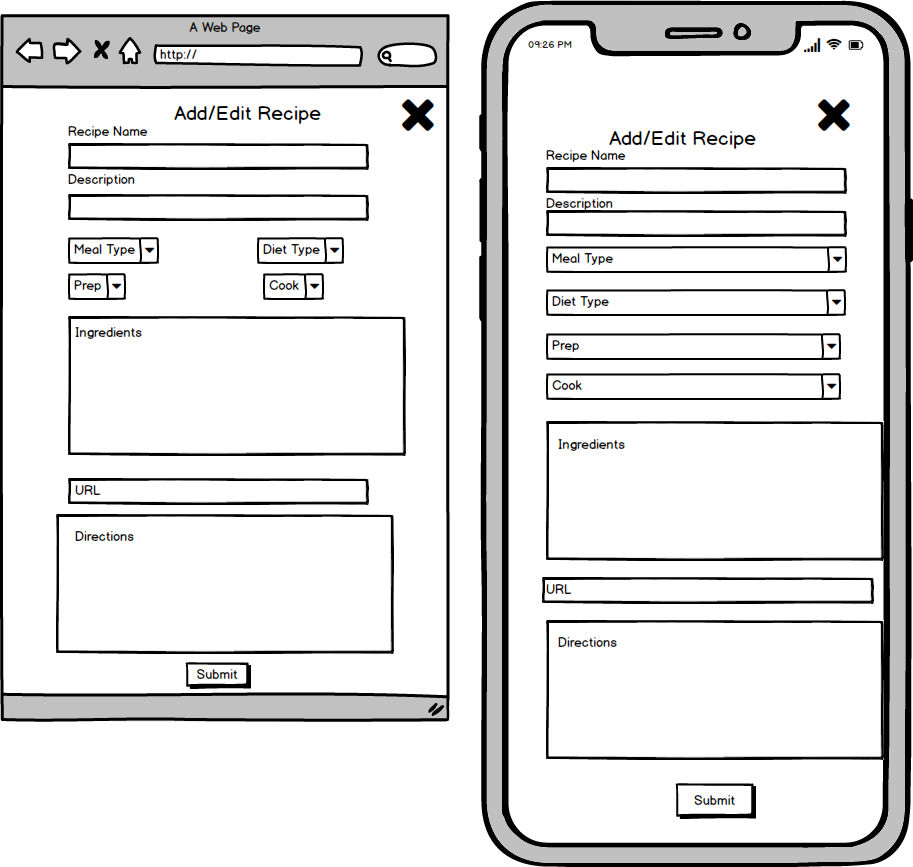 A Web Page
http://
Add/Edit Recipe
Recipe Name
Description
Meal Type
Diet Type
Prep
Cook
Ingredients
URL
Directions
Submit
09:26 PM
Add/Edit Recipe
Recipe Name
Description
Meal Type
Diet Type
Prep
Cook
Ingredients
URL
Directions
Submit